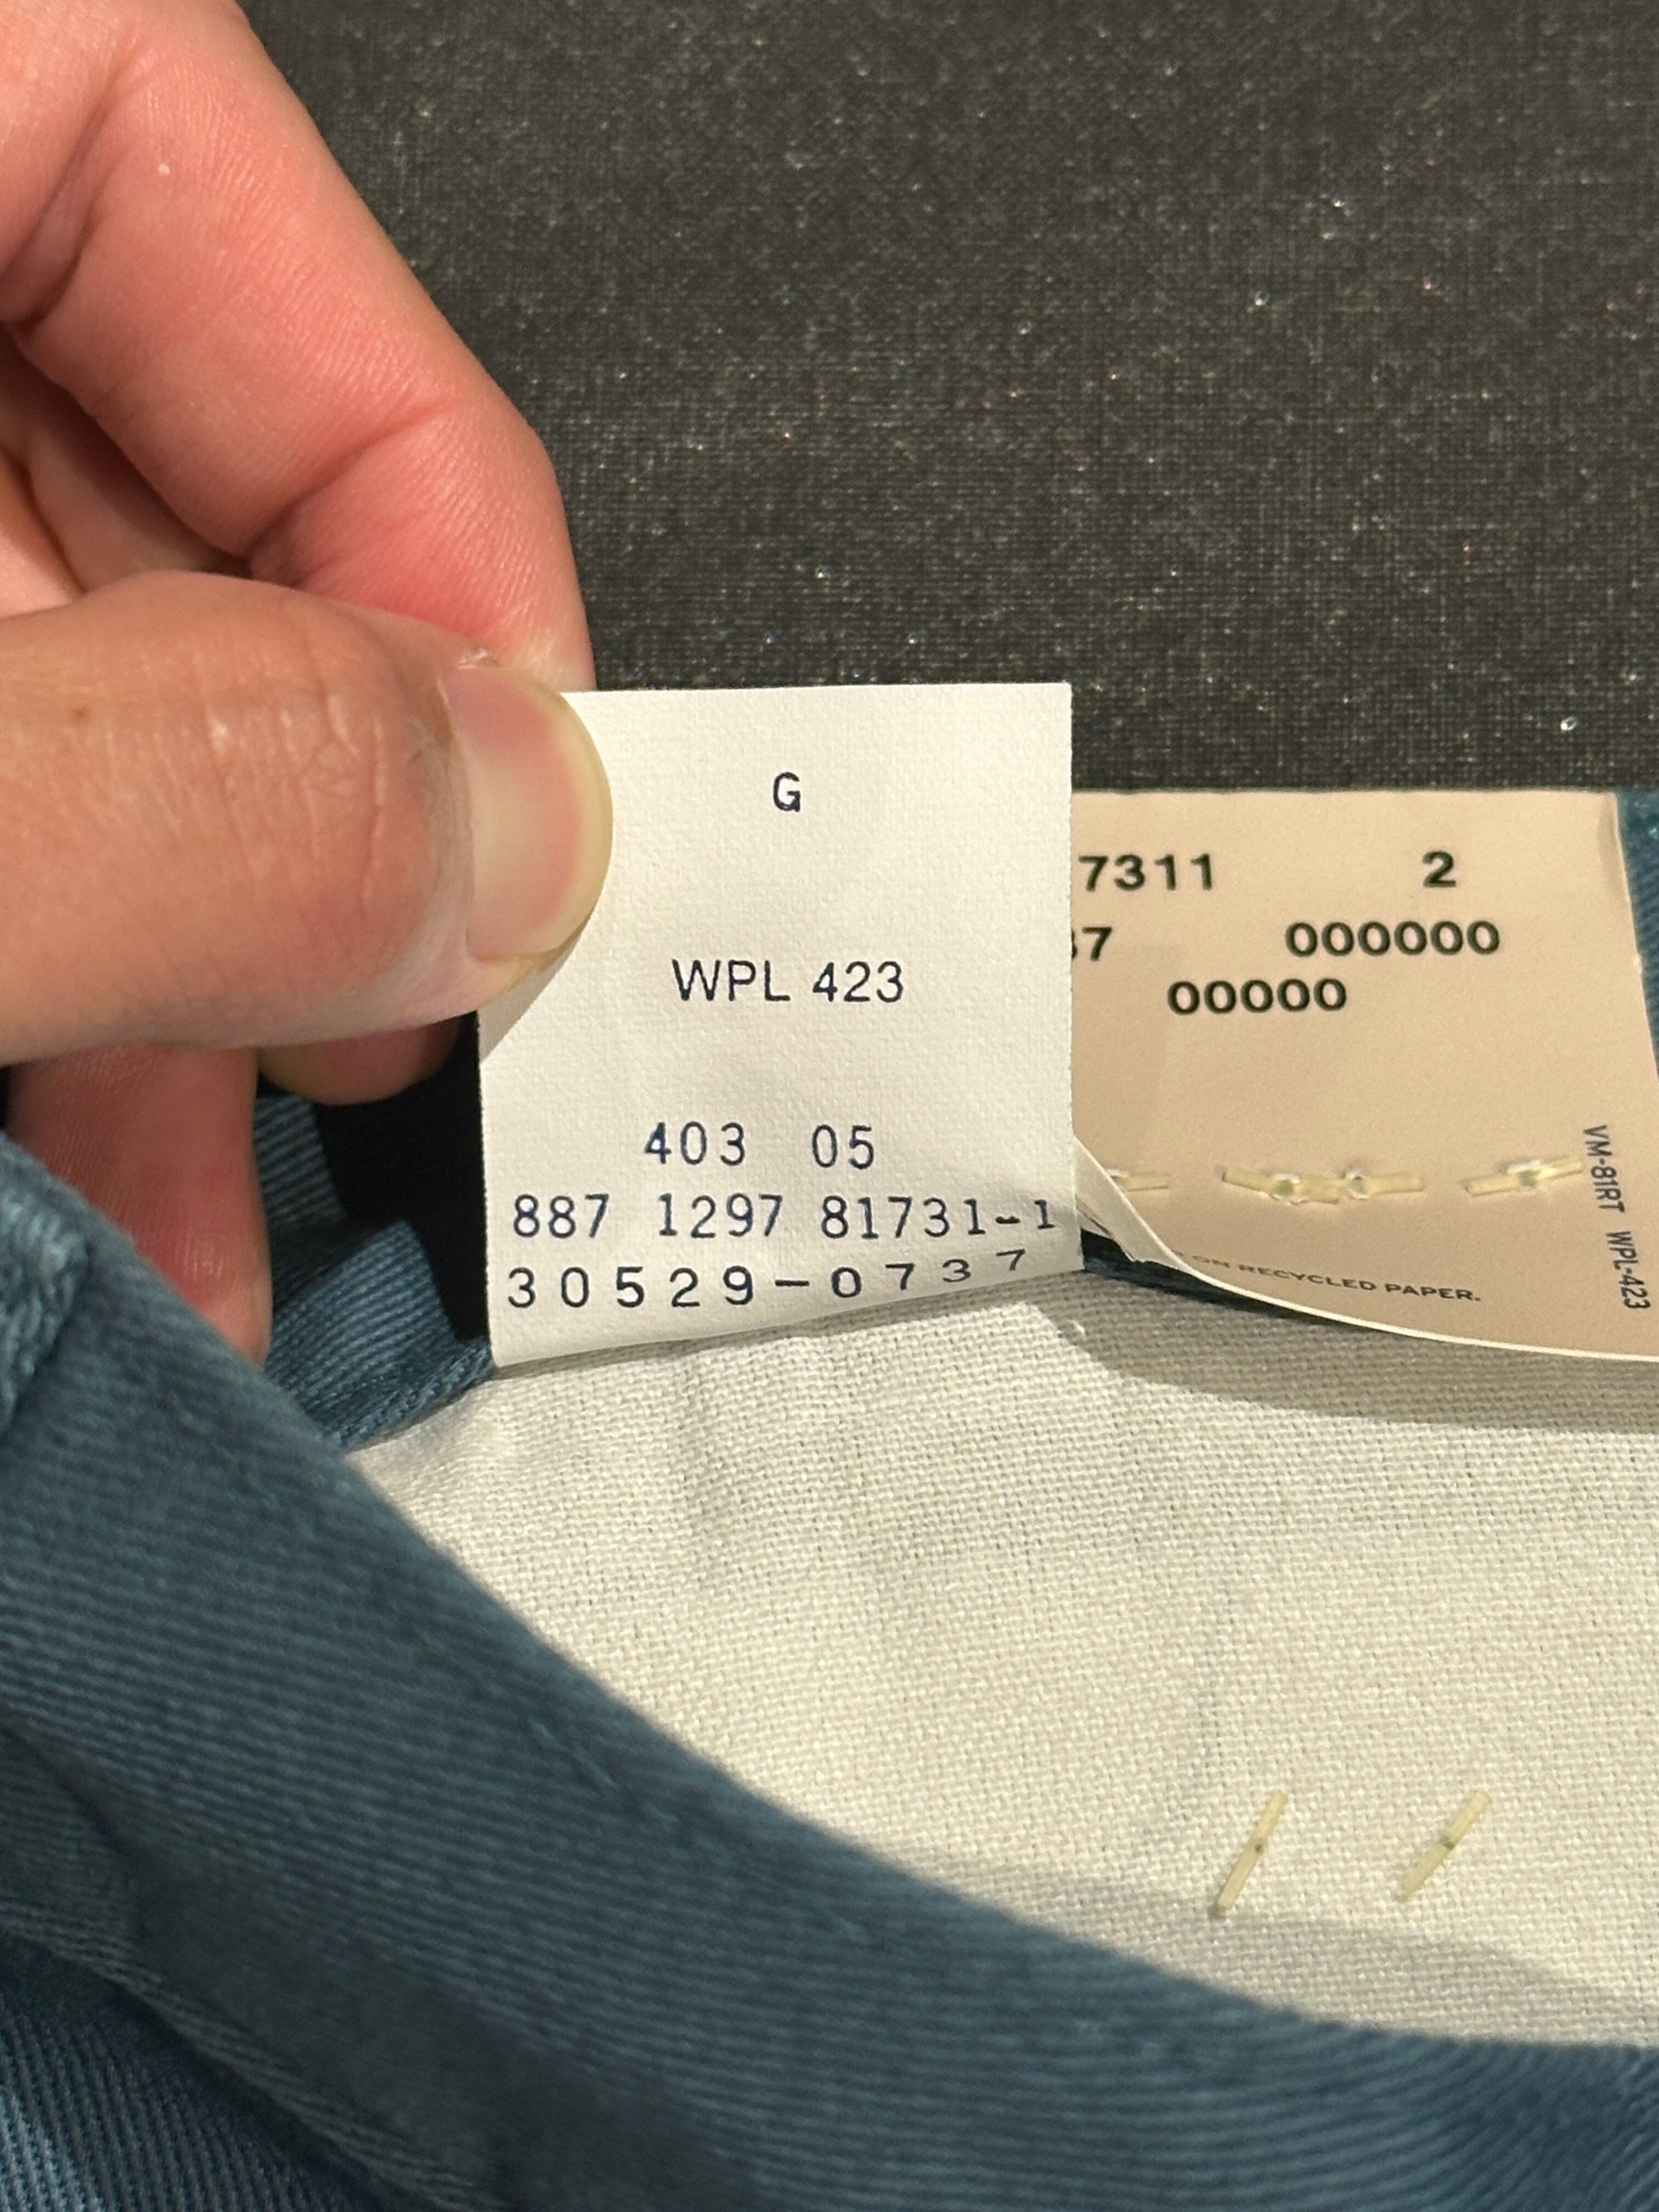 G
WPL 423
403 05
887 1297 81731-1
30529-0737
7311 2
7 000000
00000
ON RECYCLED PAPER.
VM-81RT WPL-423